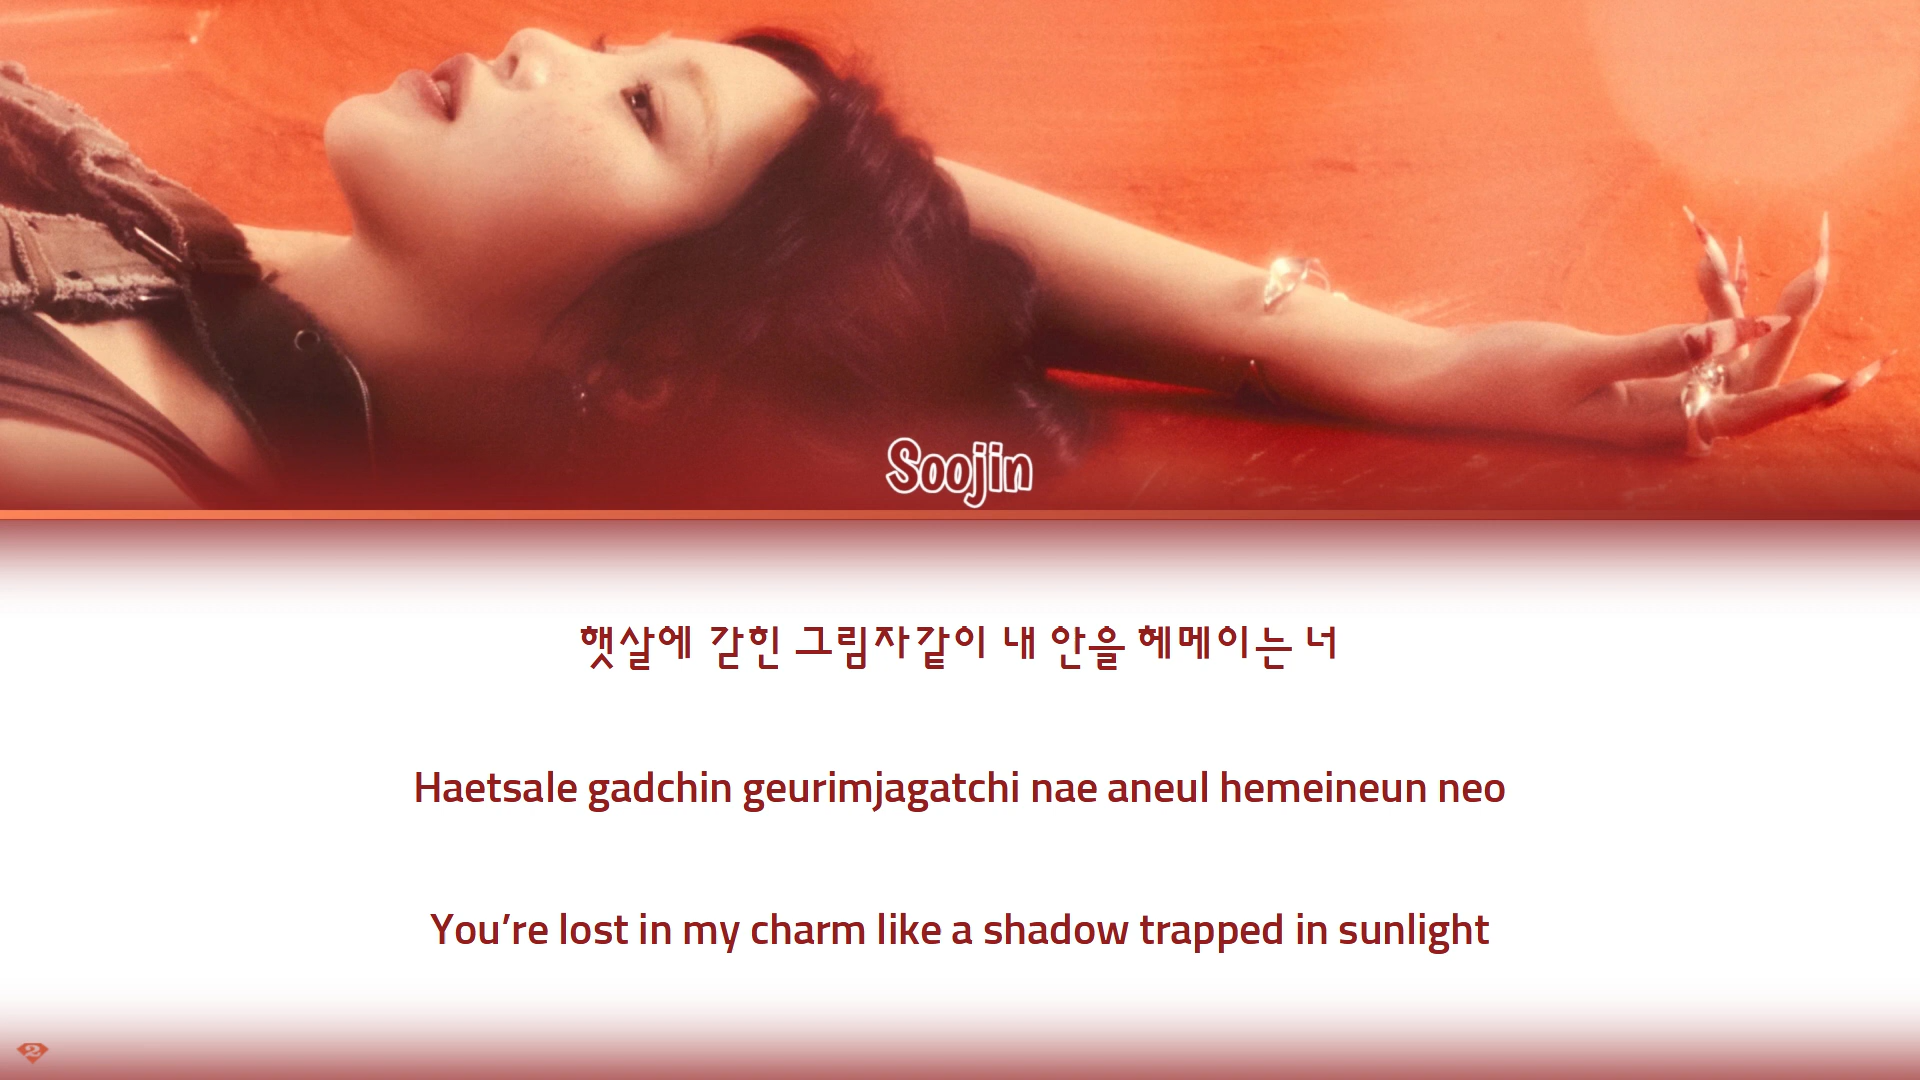 Soojin
햇살에 갇힌 그림자같이 내 안을 헤메이는 너
Haetsale gadchin geurimjagatchi nae aneul hemeineun neo
You’re lost in my charm like a shadow trapped in sunlight
2